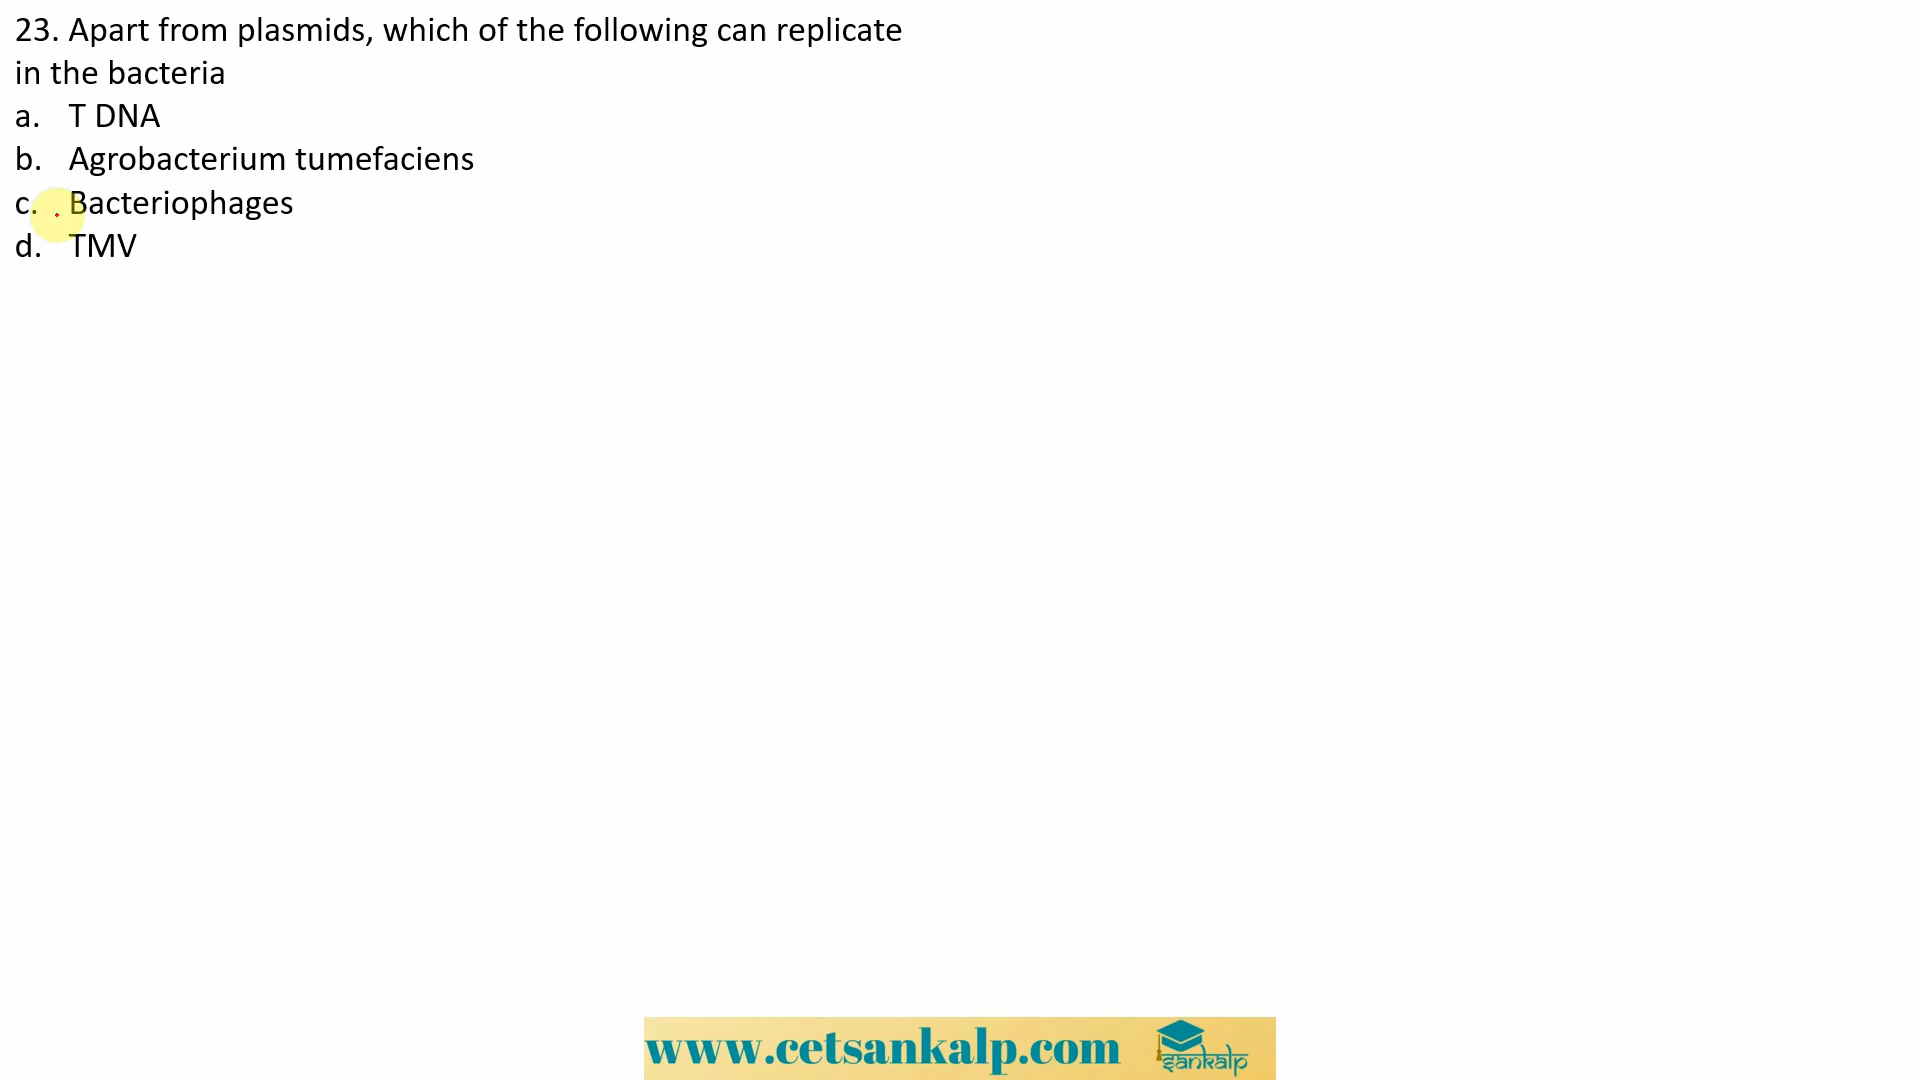 23. Apart from plasmids, which of the following can replicate
in the bacteria
a. T DNA
b. Agrobacterium tumefaciens
c. Bacteriophages
d. TMV
www.cetsankalp.com
sankalp